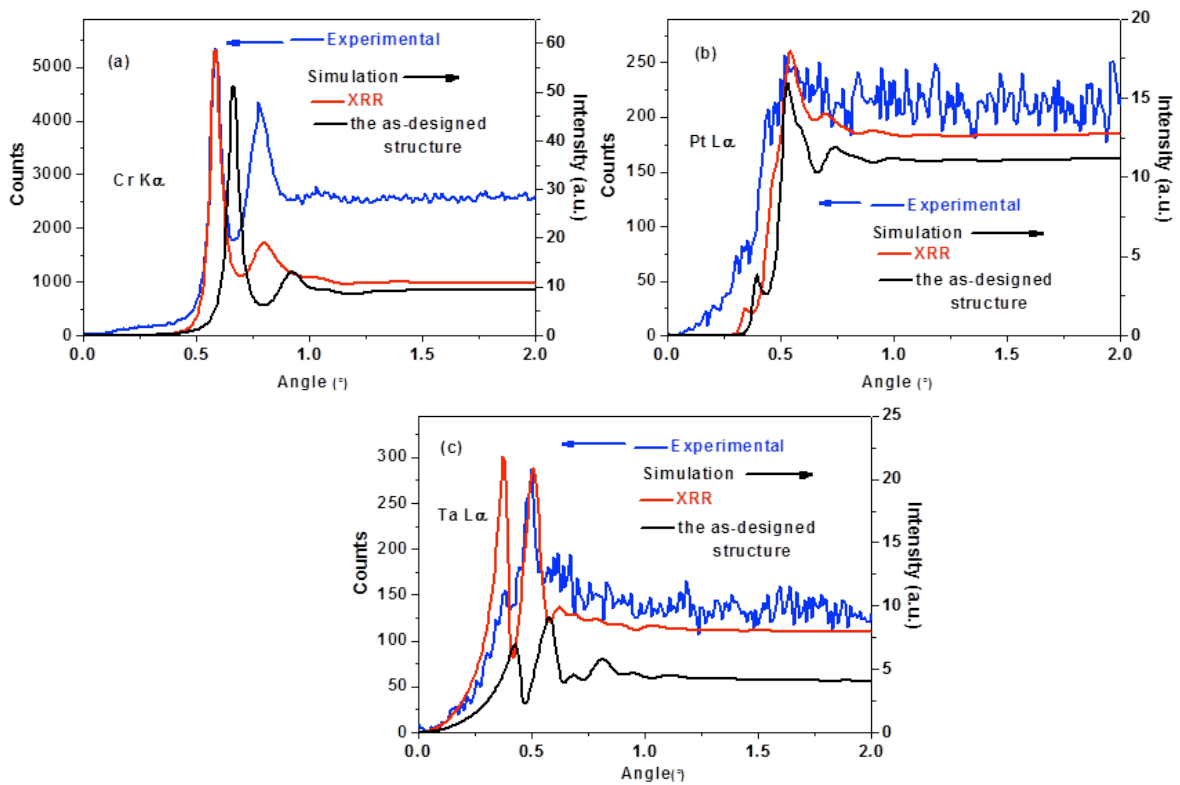 (a)
Experimental
Simulation
XRR
the as-designed
structure
Cr Kα
Counts
5000
4000
3000
2000
1000
0
Intensity (a.u.)
60
50
40
30
20
10
0
0.0 0.5 1.0 1.5 2.0
Angle (°)
(b)
Pt Lα
Experimental
Simulation
XRR
the as-designed
structure
Counts
250
200
150
100
50
0
Intensity (a.u.)
20
15
10
5
0
0.0 0.5 1.0 1.5 2.0
Angle (°)
(c)
Experimental
Simulation
XRR
the as-designed
structure
Ta Lα
Counts
300
250
200
150
100
50
0
Intensity (a.u.)
25
20
15
10
5
0
0.0 0.5 1.0 1.5 2.0
Angle(°)